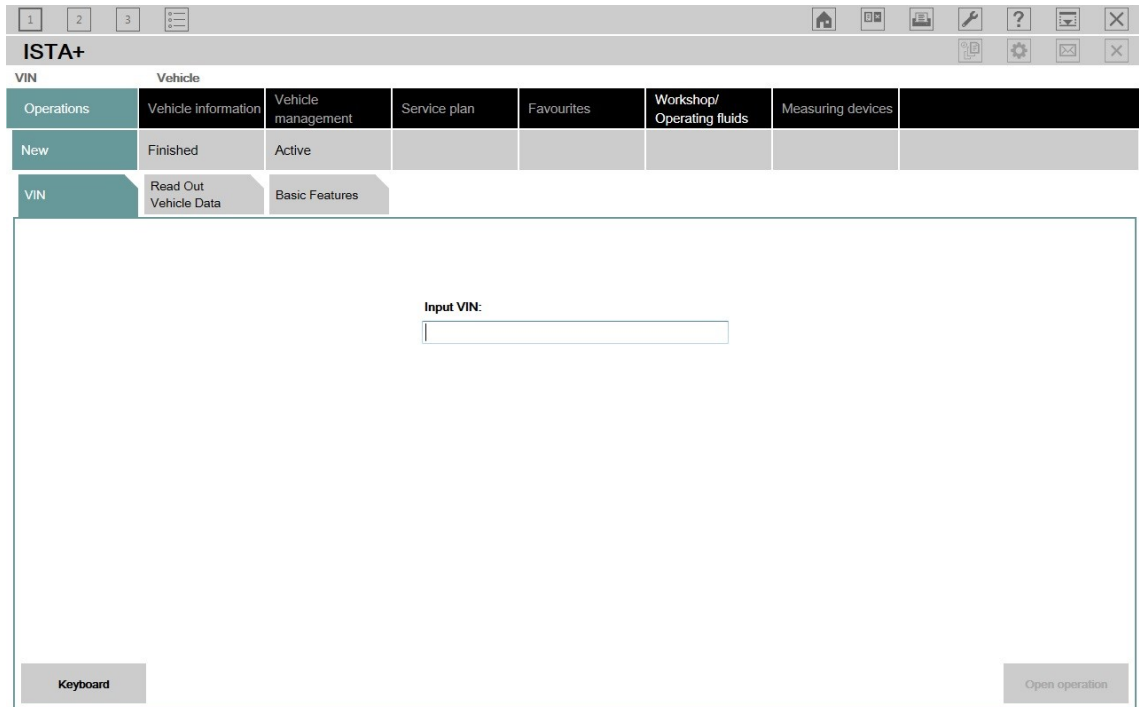 1 2 3 ?
ISTA+
VIN Vehicle
Operations Vehicle information Vehicle management Service plan Favourites Workshop/ Operating fluids Measuring devices
New Finished Active
VIN Read Out Vehicle Data Basic Features
Input VIN:
Keyboard Open operation